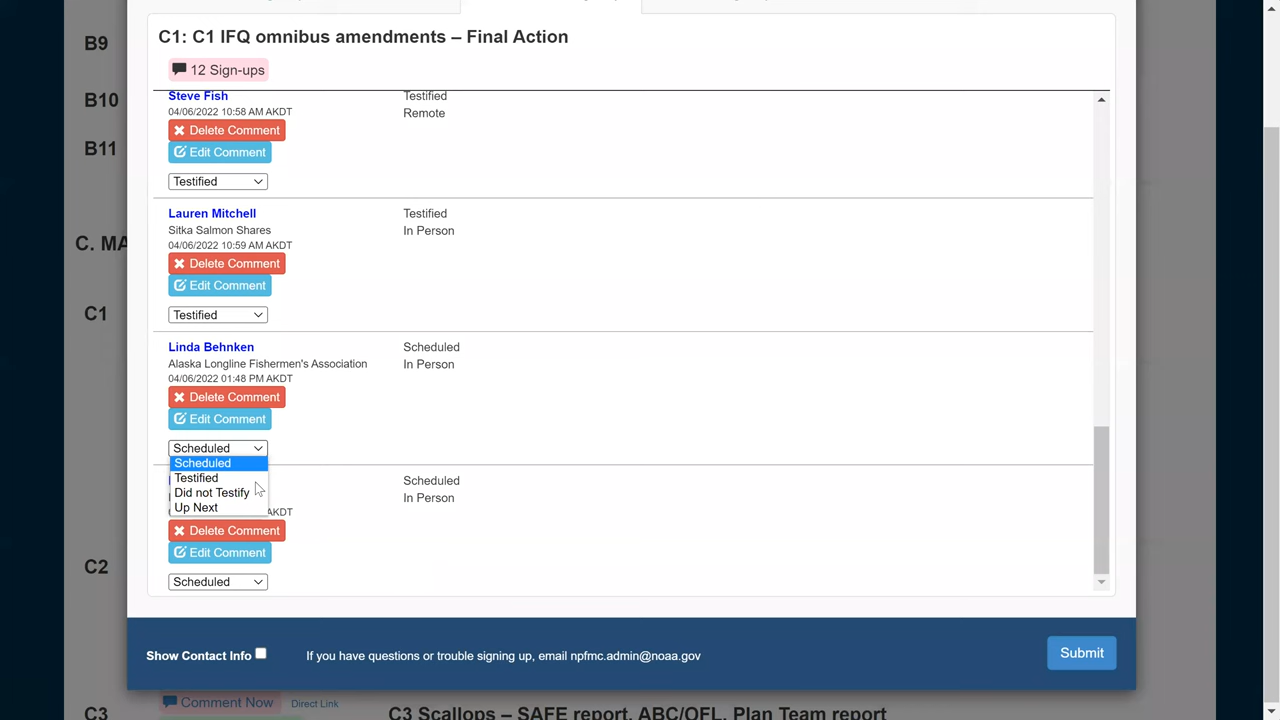 B9
B10
B11
C. MA
C1
C2
C3
C1: C1 IFQ omnibus amendments – Final Action
12 Sign-ups
Steve Fish
Testified
04/06/2022 10:58 AM AKDT
Remote
Delete Comment
Edit Comment
Testified
Lauren Mitchell
Testified
Sitka Salmon Shares
In Person
04/06/2022 10:59 AM AKDT
Delete Comment
Edit Comment
Testified
Linda Behnken
Scheduled
Alaska Longline Fishermen's Association
In Person
04/06/2022 01:48 PM AKDT
Delete Comment
Edit Comment
Scheduled
Scheduled
Testified
Did not Testify
Up Next
Scheduled
In Person
AKDT
Delete Comment
Edit Comment
Scheduled
Show Contact Info
If you have questions or trouble signing up, email npfmc.admin@noaa.gov
Submit
Comment Now
Direct Link
C3 Scallops – SAFE report, ABC/OFL, Plan Team report